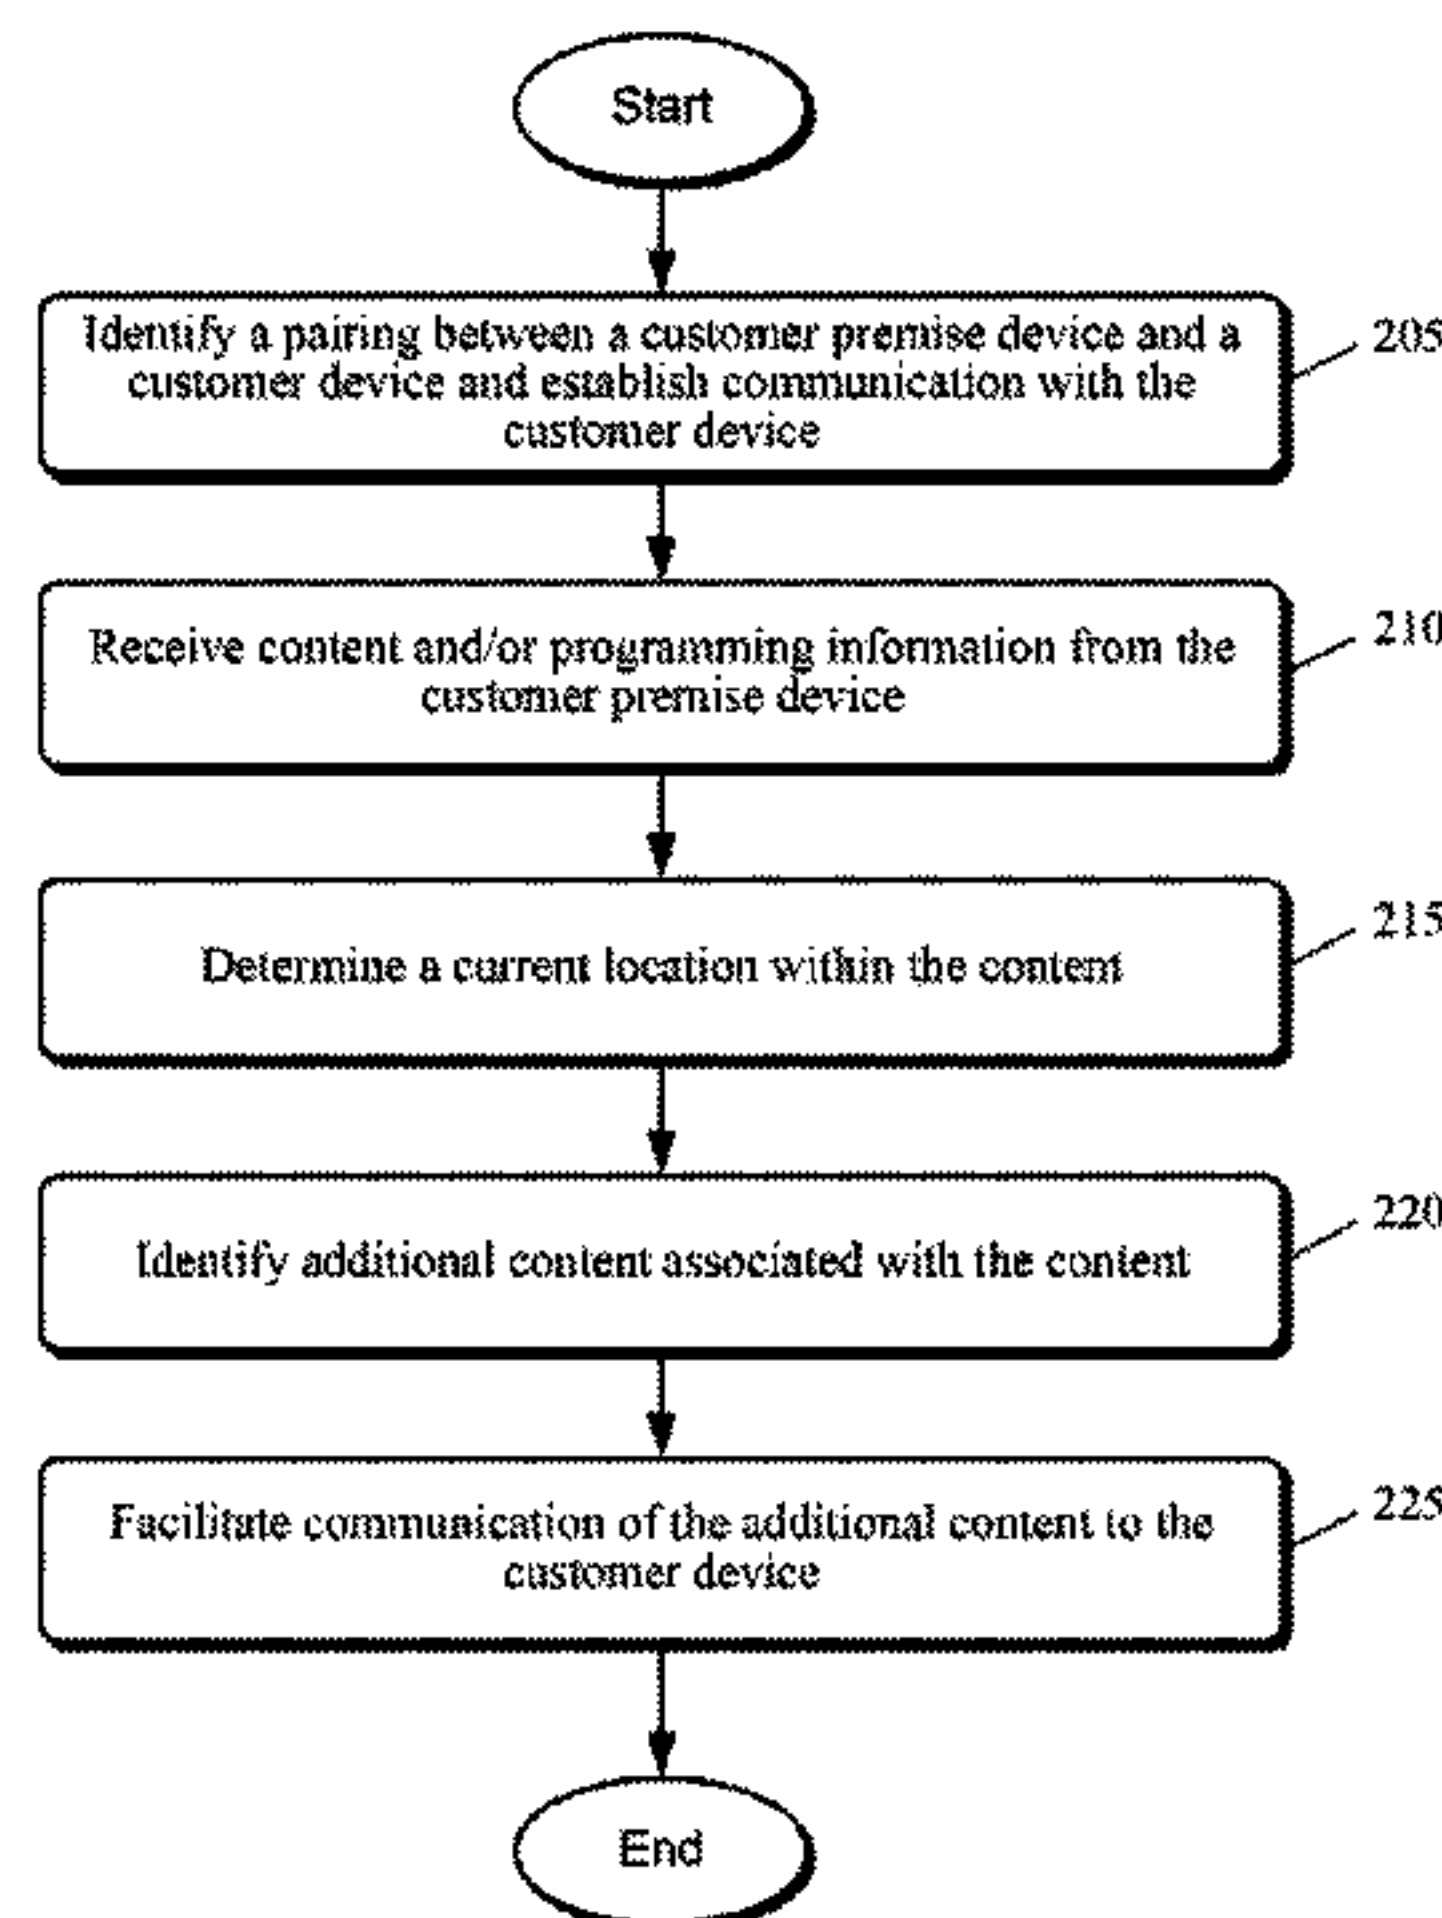 Start
Identify a pairing between a customer premise device and a
customer device and establish communication with the
customer device
205
Receive content and/or programming information from the
customer premise device
210
Determine a current location within the content
215
Identify additional content associated with the content
220
Facilitate communication of the additional content to the
customer device
225
End